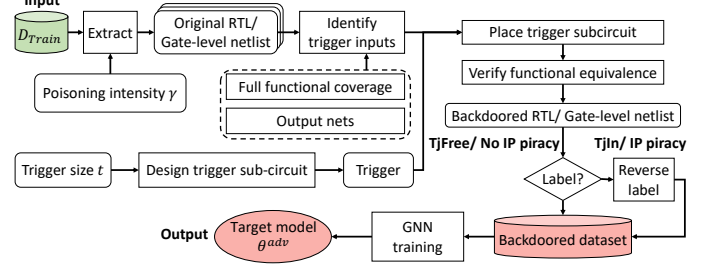 Input
D_Train
Extract
Original RTL/
Gate-level netlist
Identify
trigger inputs
Place trigger subcircuit
Poisoning intensity γ
Full functional coverage
Output nets
Verify functional equivalence
Backdoored RTL/ Gate-level netlist
TjFree/ No IP piracy
TjIn/ IP piracy
Trigger size t
Design trigger sub-circuit
Trigger
Label?
Reverse
label
Output
Target model
θ^adv
GNN
training
Backdoored dataset